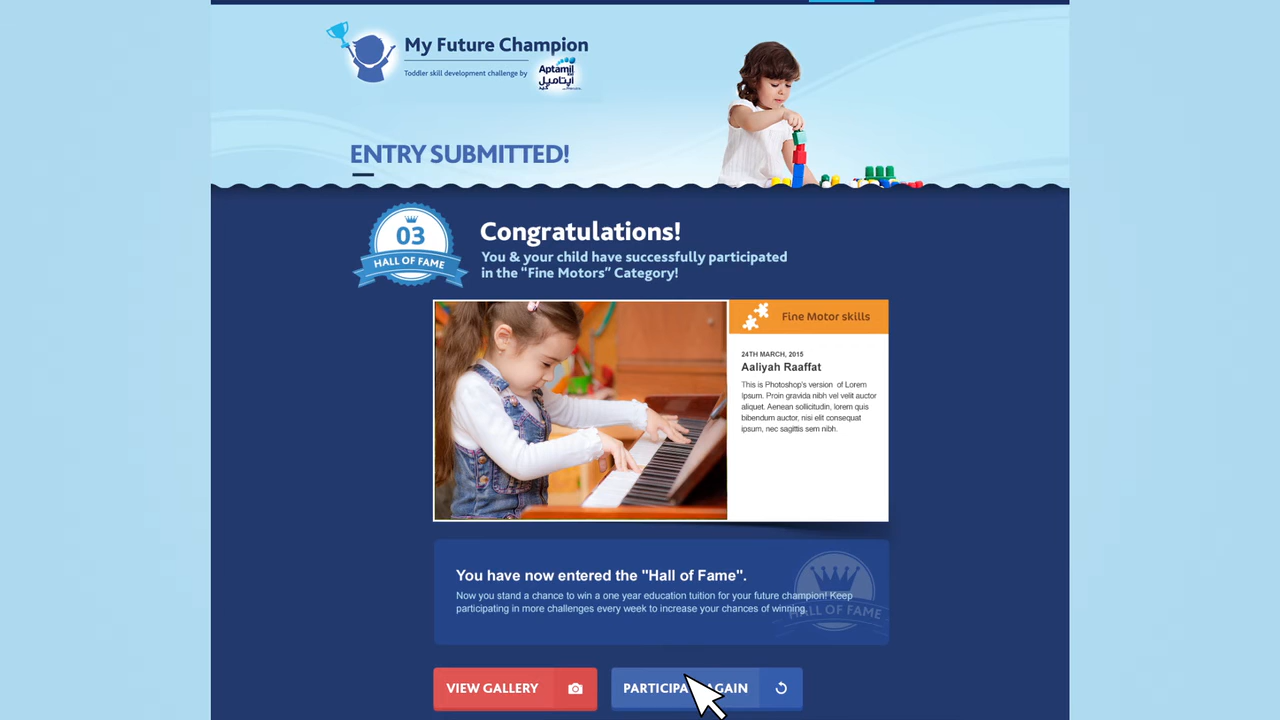 My Future Champion
Toddler skill development challenge by
Aptamil
أبتاميل
ENTRY SUBMITTED!
03
HALL OF FAME
Congratulations!
You & your child have successfully participated
in the “Fine Motors” Category!
Fine Motor skills
24TH MARCH, 2015
Aaliyah Raaffat
This is Photoshop's version of Lorem
Ipsum. Proin gravida nibh vel velit auctor
aliquet. Aenean sollicitudin, lorem quis
bibendum auctor, nisi elit consequat
ipsum, nec sagittis sem nibh.
You have now entered the "Hall of Fame".
Now you stand a chance to win a one year education tuition for your future champion! Keep
participating in more challenges every week to increase your chances of winning.
HALL OF FAME
VIEW GALLERY
PARTICIPATE AGAIN